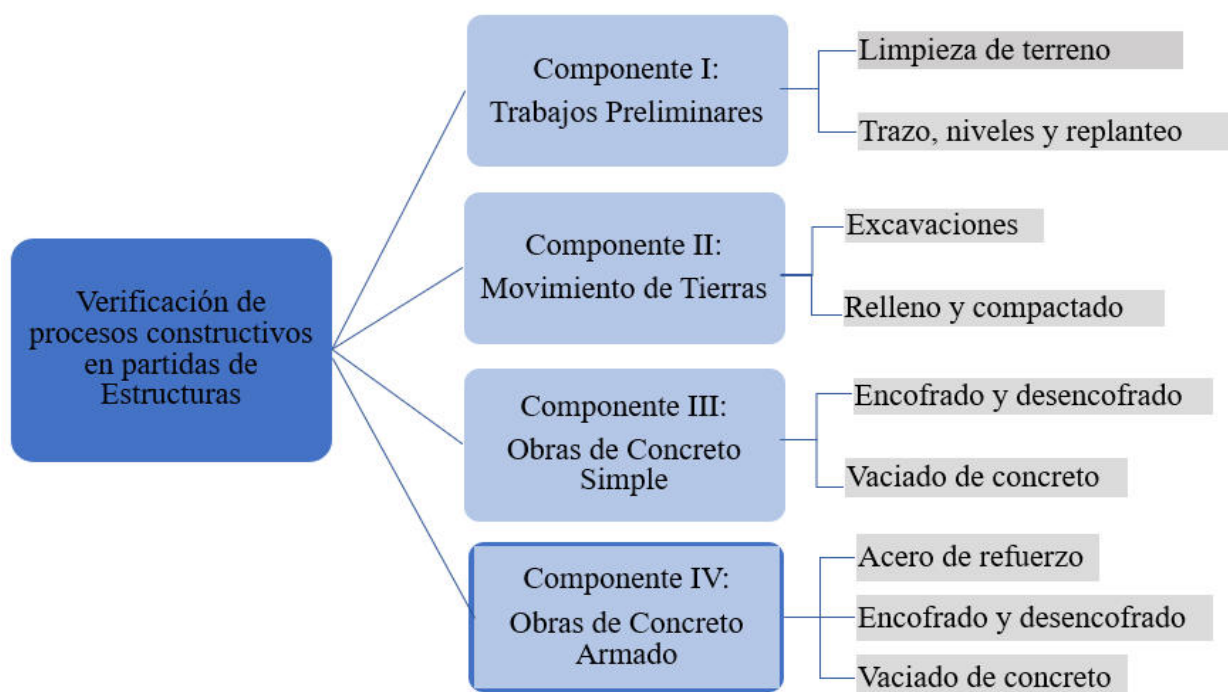 Verificación de
procesos constructivos
en partidas de
Estructuras
Componente I:
Trabajos Preliminares
Limpieza de terreno
Trazo, niveles y replanteo
Componente II:
Movimiento de Tierras
Excavaciones
Relleno y compactado
Componente III:
Obras de Concreto
Simple
Encofrado y desencofrado
Vaciado de concreto
Componente IV:
Obras de Concreto
Armado
Acero de refuerzo
Encofrado y desencofrado
Vaciado de concreto